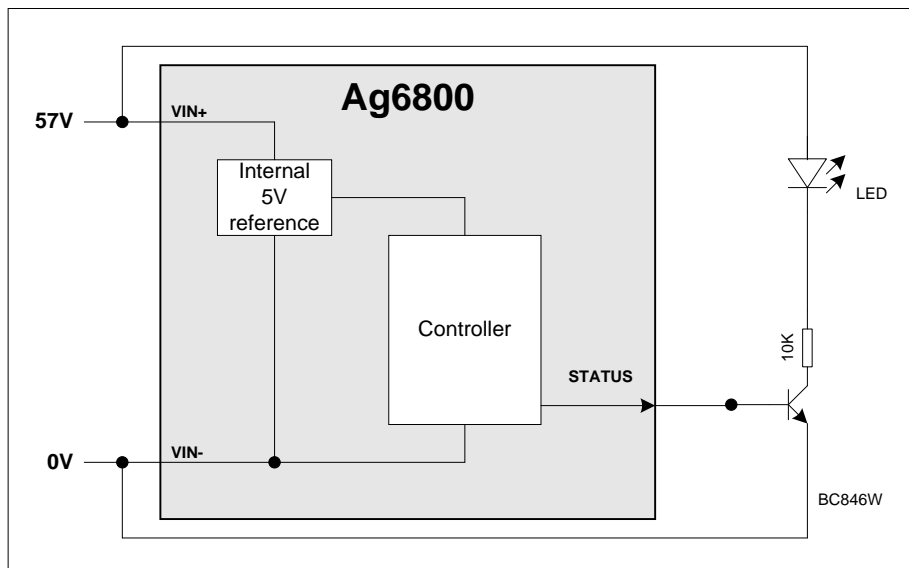 Ag6800
57V
VIN+
Internal
5V
reference
LED
Controller
10K
STATUS
0V
VIN-
BC846W